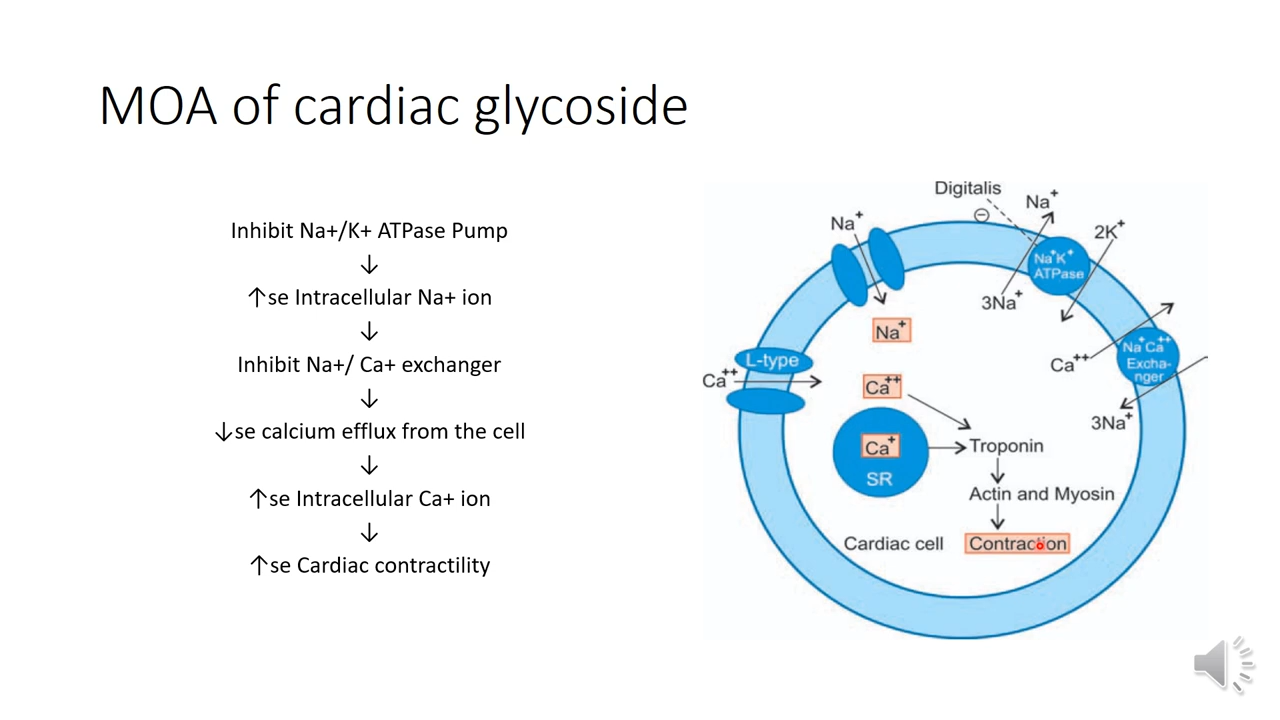 MOA of cardiac glycoside
Inhibit Na+/K+ ATPase Pump
↓
↑se Intracellular Na+ ion
↓
Inhibit Na+/ Ca+ exchanger
↓
↓se calcium efflux from the cell
↓
↑se Intracellular Ca+ ion
↓
↑se Cardiac contractility
Digitalis
Na+
Na+
2K+
Na+K+
ATPase
3Na+
Na+
Na+Ca++
Excha-
nger
Ca++
3Na+
L-type
Ca++
Ca++
Ca+
SR
Troponin
Actin and Myosin
Cardiac cell
Contraction